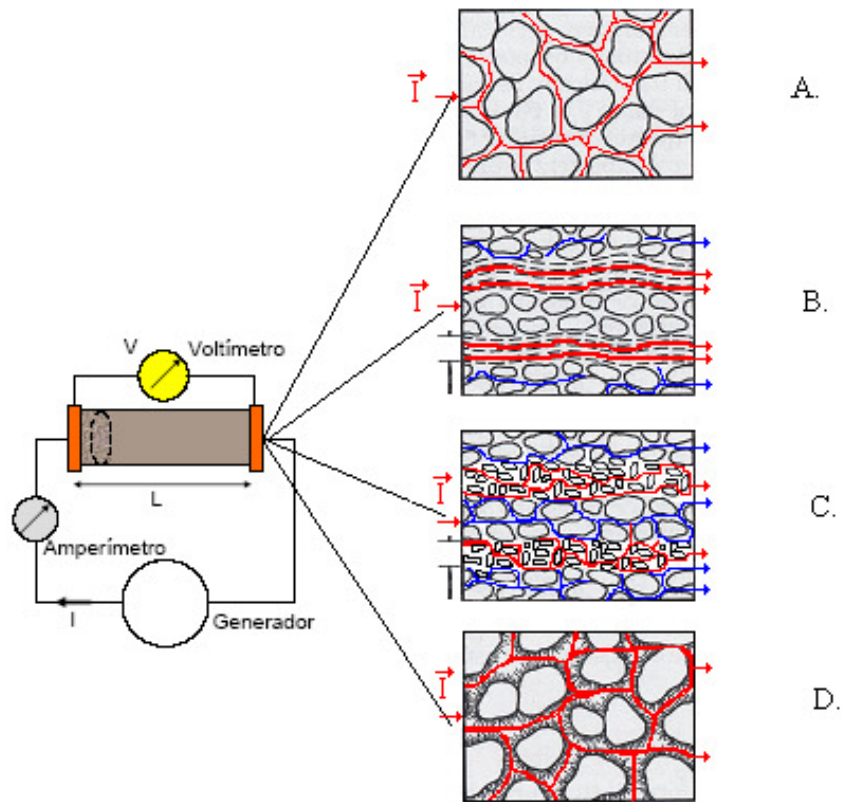 I
A.
I
B.
V
Voltímetro
L
I
C.
Amperímetro
I
Generador
I
D.